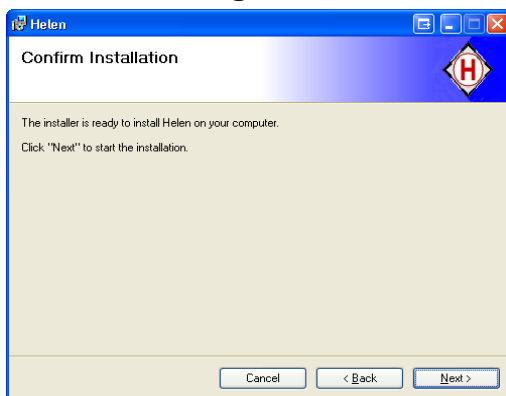 Helen
Confirm Installation
H
The installer is ready to install Helen on your computer.
Click "Next" to start the installation.
Cancel
< Back
Next >